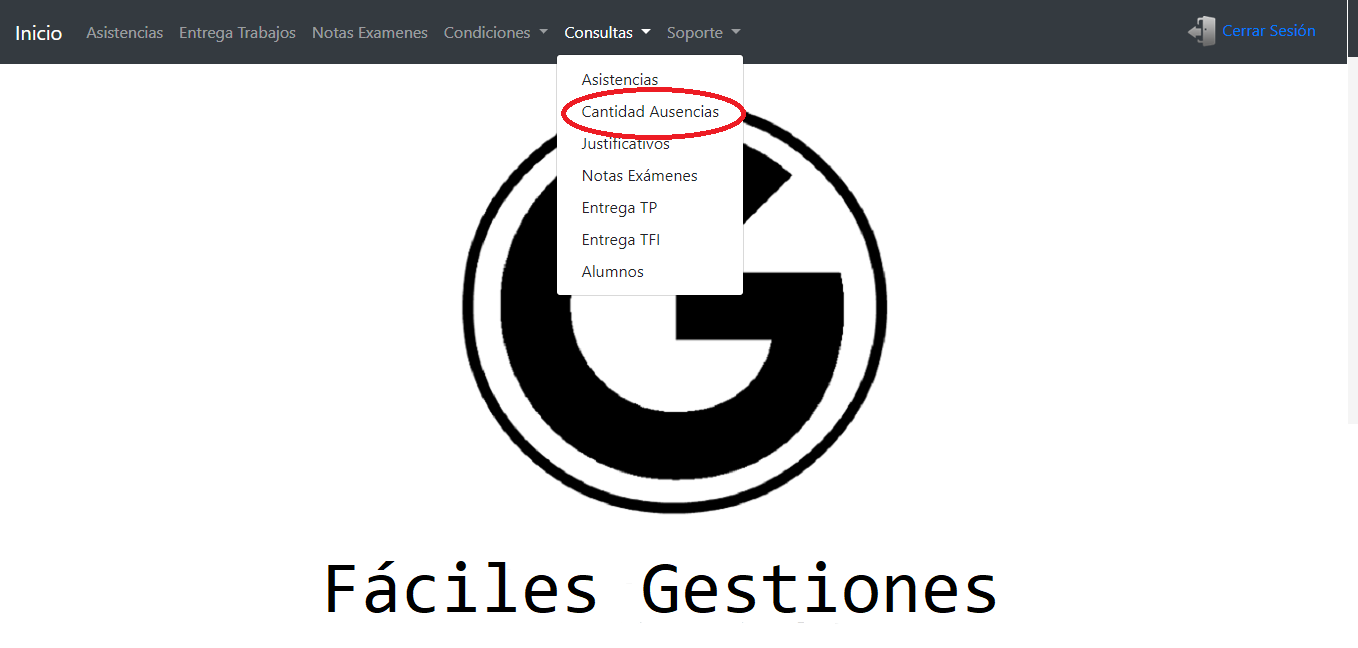 Inicio Asistencias Entrega Trabajos Notas Examenes Condiciones Consultas Soporte Cerrar Sesión
Asistencias
Cantidad Ausencias
Justificativos
Notas Exámenes
Entrega TP
Entrega TFI
Alumnos
G
Fáciles Gestiones